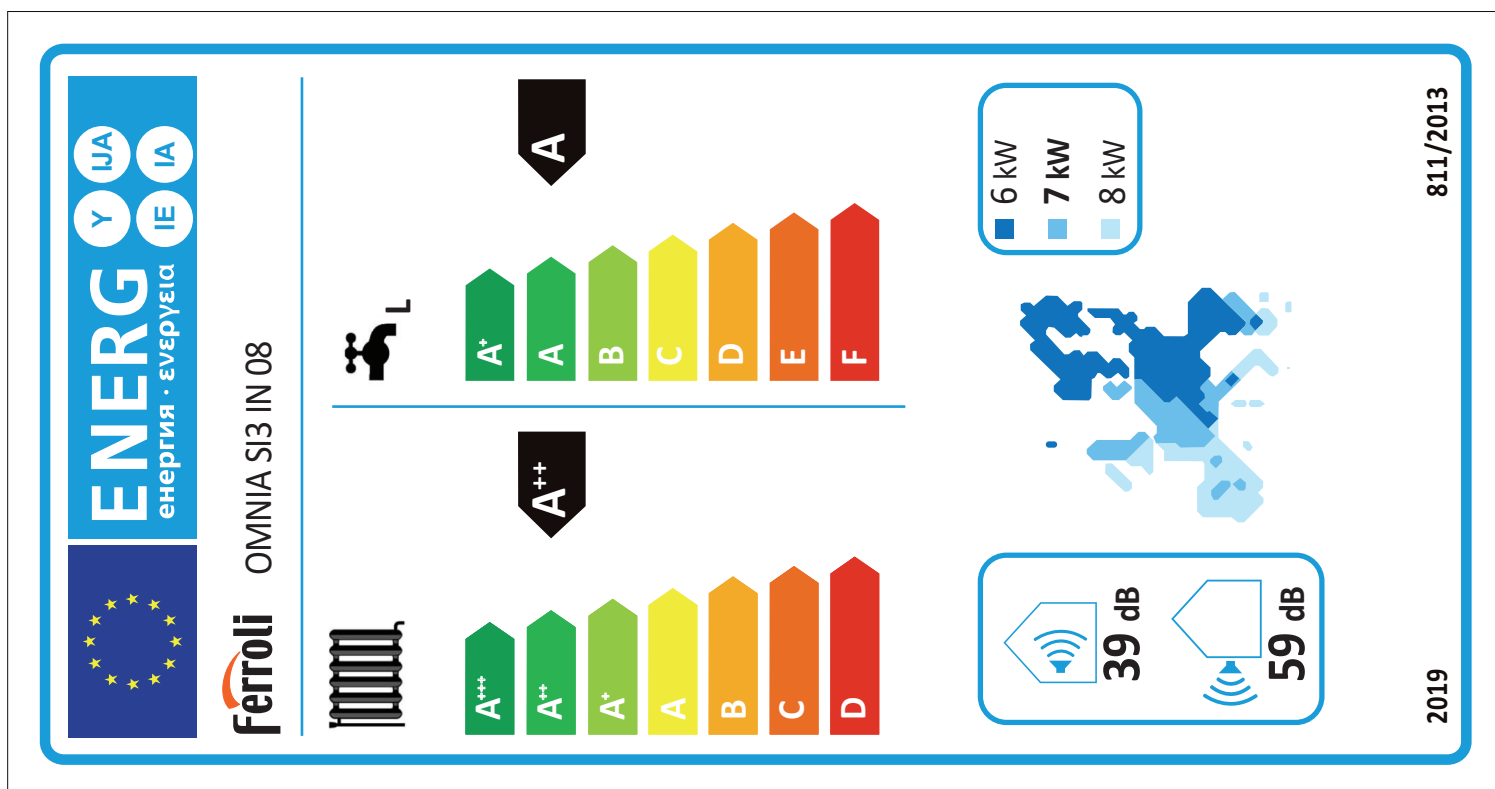 ENERG
енергия · ενεργεια
Y
IJA
IE
IA
Ferroli
OMNIA SI3 IN 08
A+++
A++
A+
A
B
C
D
A++
L
A+
A
B
C
D
E
F
A
39 dB
59 dB
6 kW
7 kW
8 kW
2019
811/2013